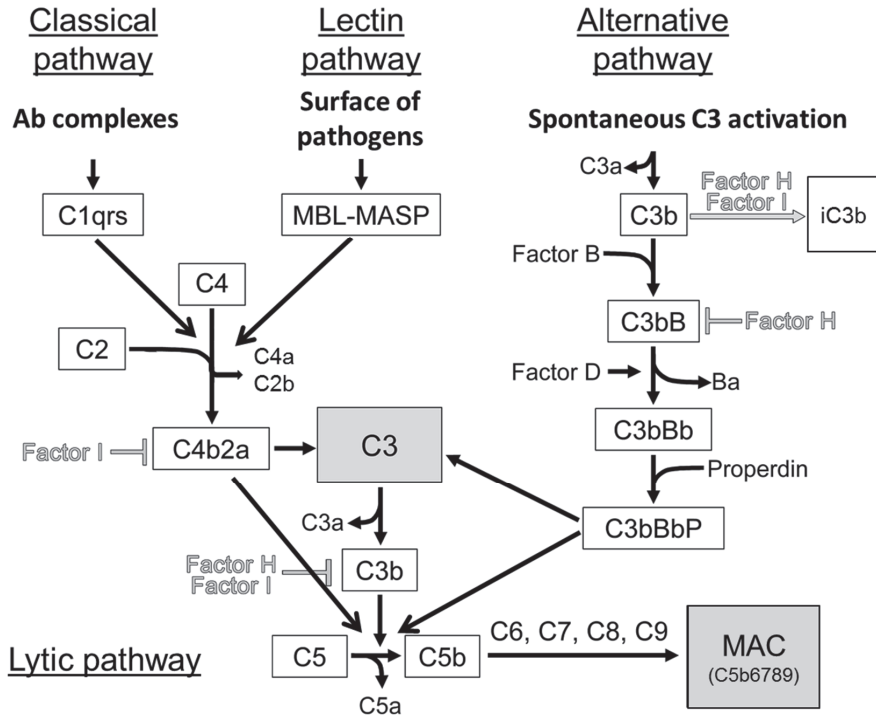 Classical
pathway
Lectin
pathway
Alternative
pathway
Ab complexes
Surface of
pathogens
Spontaneous C3 activation
C3a
Factor H
Factor I
C1qrs
MBL-MASP
C3b
iC3b
Factor B
C4
C3bB
Factor H
C2
C4a
C2b
Factor D
Ba
Factor I
C4b2a
C3
C3bBb
Properdin
C3a
C3bBbP
Factor H
Factor I
C3b
Lytic pathway
C5
C5b
C6, C7, C8, C9
MAC
(C5b6789)
C5a